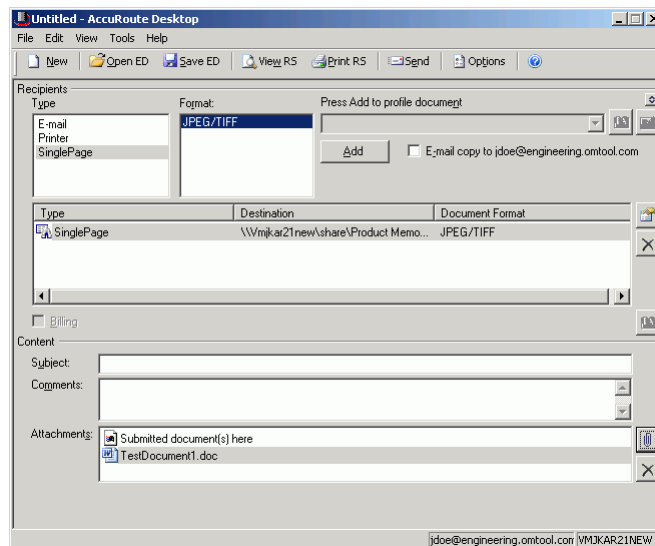 Untitled - AccuRoute Desktop
File Edit View Tools Help
New Open ED Save ED View RS Print RS Send Options
Recipients
Type Format: Press Add to profile document
E-mail JPEG/TIFF
Printer
SinglePage
Add E-mail copy to jdoe@engineering.omtool.com
Type Destination Document Format
SinglePage \\Vmjkar21new\share\Product Memo... JPEG/TIFF
Billing
Content
Subject:
Comments:
Attachments: Submitted document(s) here
TestDocument1.doc
jdoe@engineering.omtool.com VMJKAR21NEW